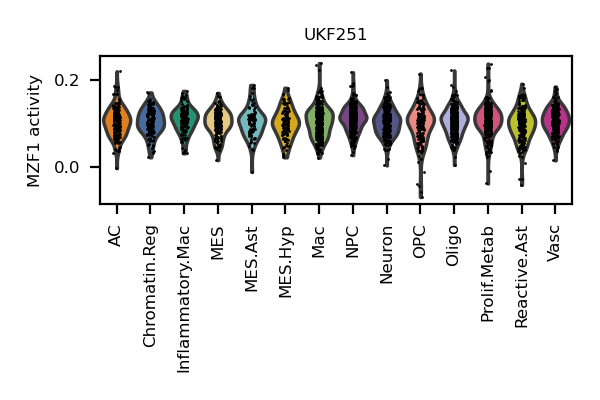 UKF251
MZF1 activity
0.2
0.0
AC
Chromatin.Reg
Inflammatory.Mac
MES
MES.Ast
MES.Hyp
Mac
NPC
Neuron
OPC
Oligo
Prolif.Metab
Reactive.Ast
Vasc